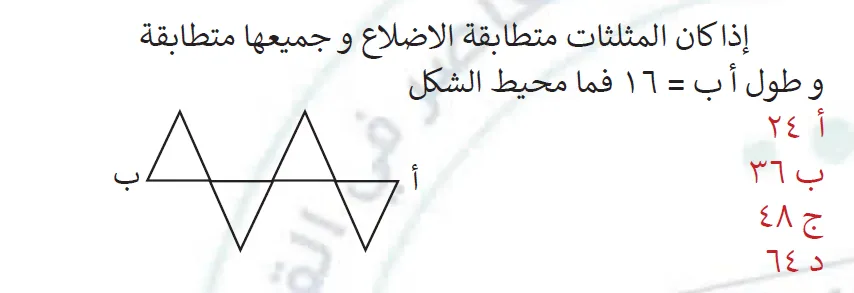 إذا كان المثلثات متطابقة الاضلاع و جميعها متطابقة
و طول أ ب = ١٦ فما محيط الشكل
أ ٢٤
ب ٣٦
ج ٤٨
د ٦٤
ب
أ